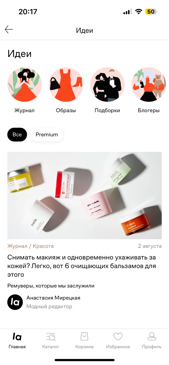 20:17
50
Идеи
Идеи
Журнал
Образы
Подборки
Блогеры
Все
Premium
Журнал / Красота
2 августа
Снимать макияж и одновременно ухаживать за
кожей? Легко, вот 6 очищающих бальзамов для
этого
Ремуверы, которые мы заслужили
la
Анастасия Мирецкая
Модный редактор
la
Главная
Каталог
Корзина
Избранное
Профиль